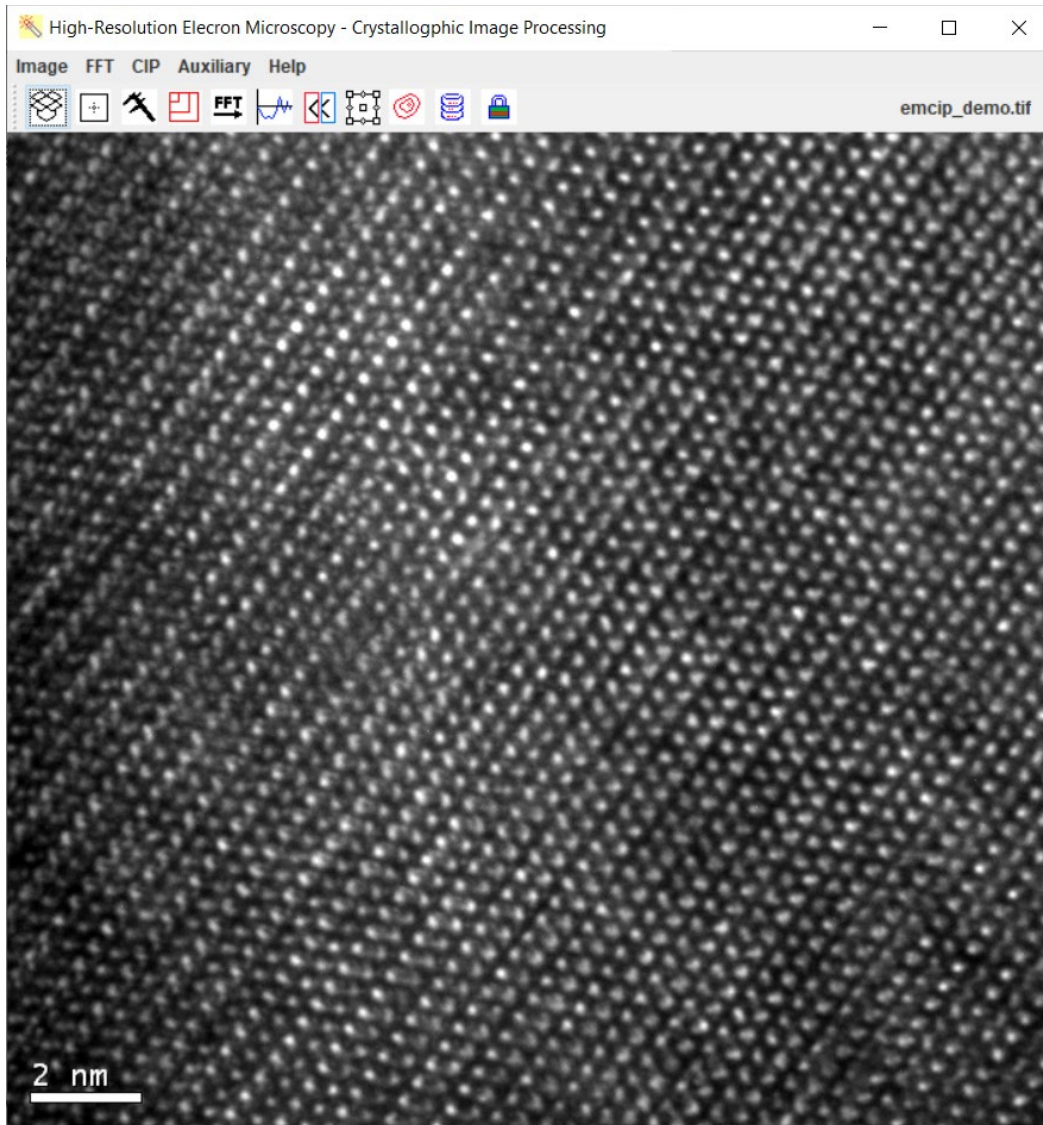 High-Resolution Elecron Microscopy - Crystallogphic Image Processing
Image FFT CIP Auxiliary Help
FFT
emcip_demo.tif
2 nm